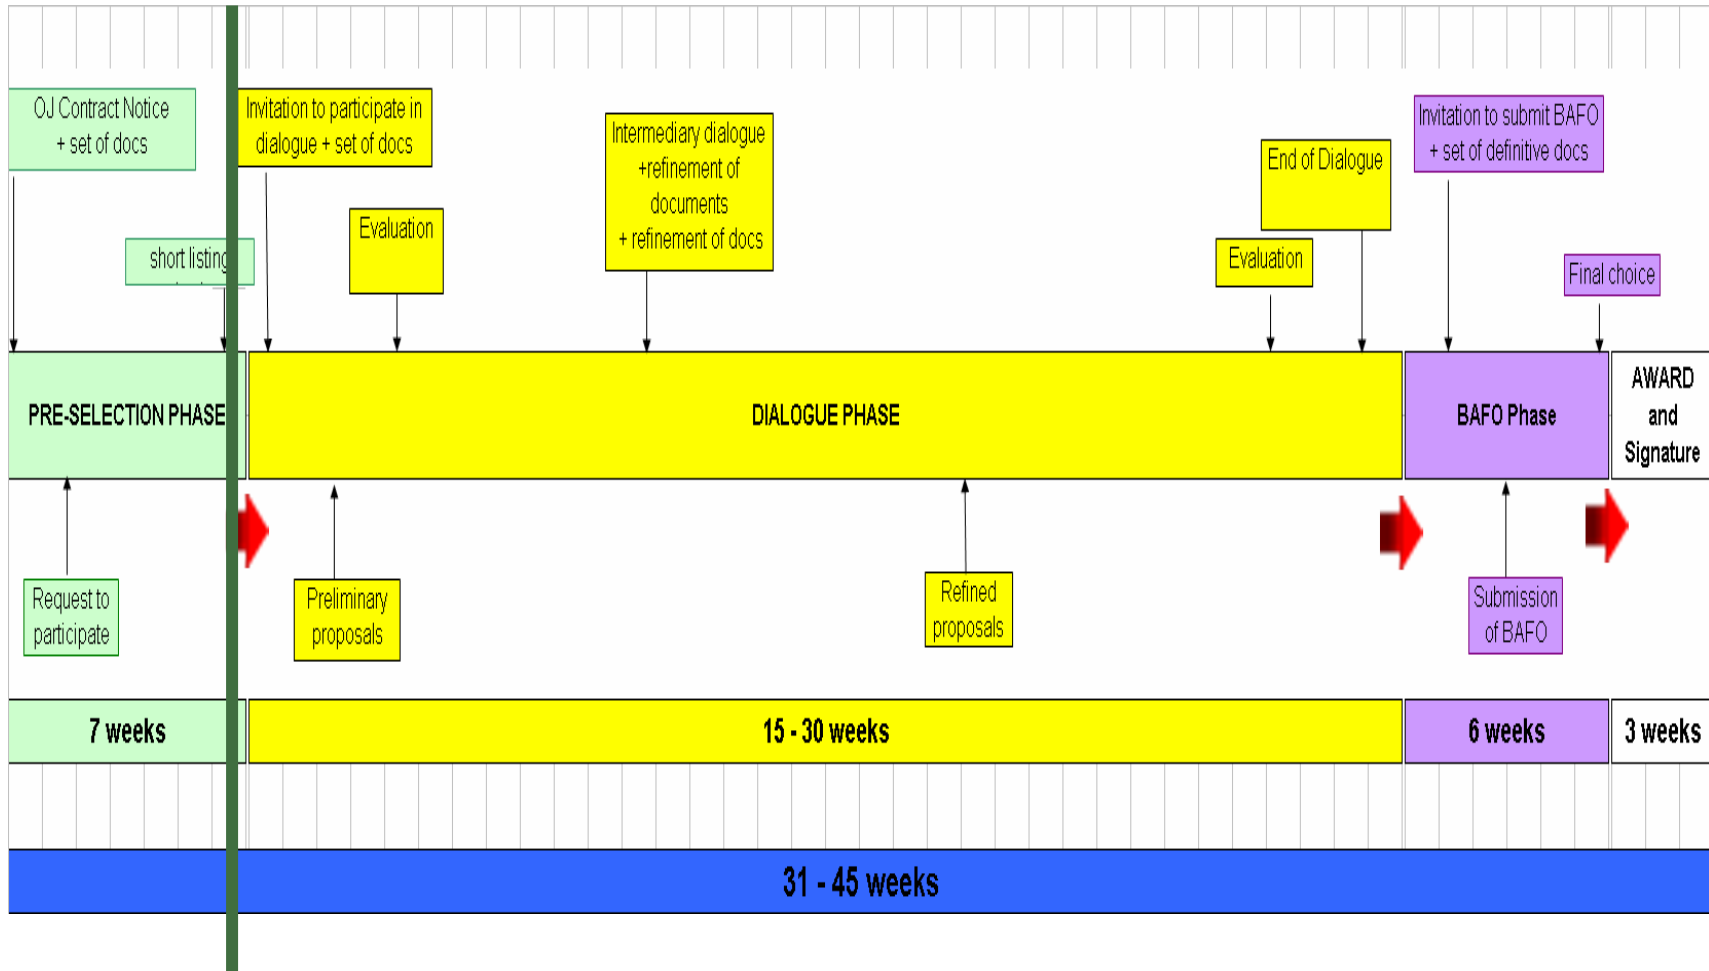 OJ Contract Notice
+ set of docs
short listing
Invitation to participate in
dialogue + set of docs
Evaluation
Intermediary dialogue
+refinement of
documents
+ refinement of docs
Evaluation
End of Dialogue
Invitation to submit BAFO
+ set of definitive docs
Final choice
PRE-SELECTION PHASE
DIALOGUE PHASE
BAFO Phase
AWARD
and
Signature
Request to
participate
Preliminary
proposals
Refined
proposals
Submission
of BAFO
7 weeks
15 - 30 weeks
6 weeks
3 weeks
31 - 45 weeks